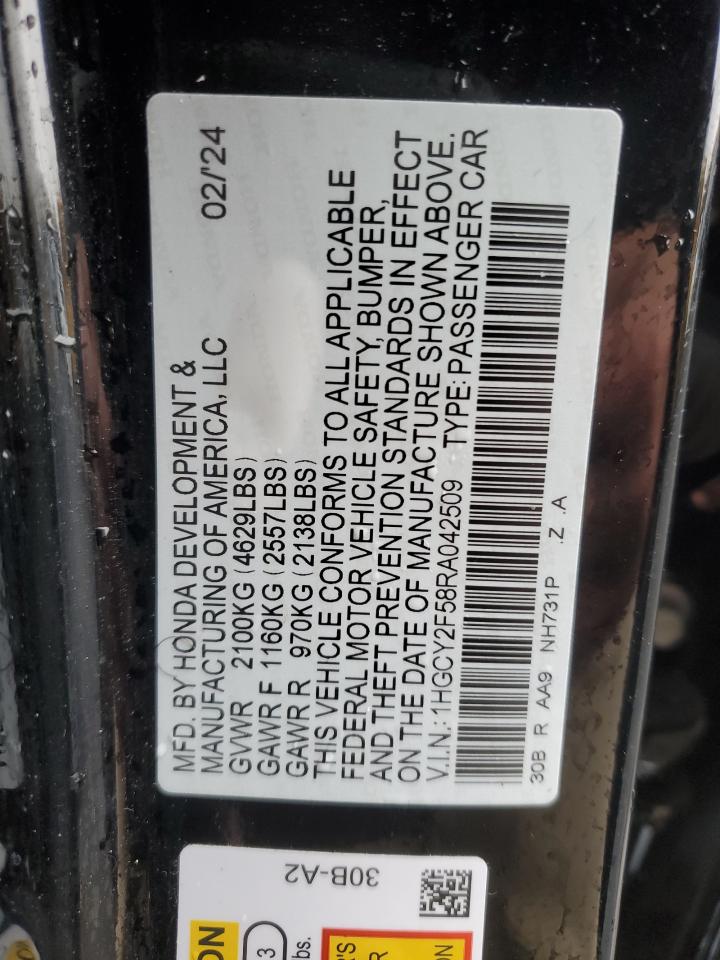 MFD. BY HONDA DEVELOPMENT &
MANUFACTURING OF AMERICA, LLC 02/'24
GVWR 2100KG (4629LBS)
GAWR F 1160KG (2557LBS)
GAWR R 970KG (2138LBS)
THIS VEHICLE CONFORMS TO ALL APPLICABLE
FEDERAL MOTOR VEHICLE SAFETY, BUMPER,
AND THEFT PREVENTION STANDARDS IN EFFECT
ON THE DATE OF MANUFACTURE SHOWN ABOVE.
V.I.N.: 1HGCY2F58RA042509 TYPE: PASSENGER CAR
30B R AA9 NH731P .Z .A
30B-A2
3
bs.